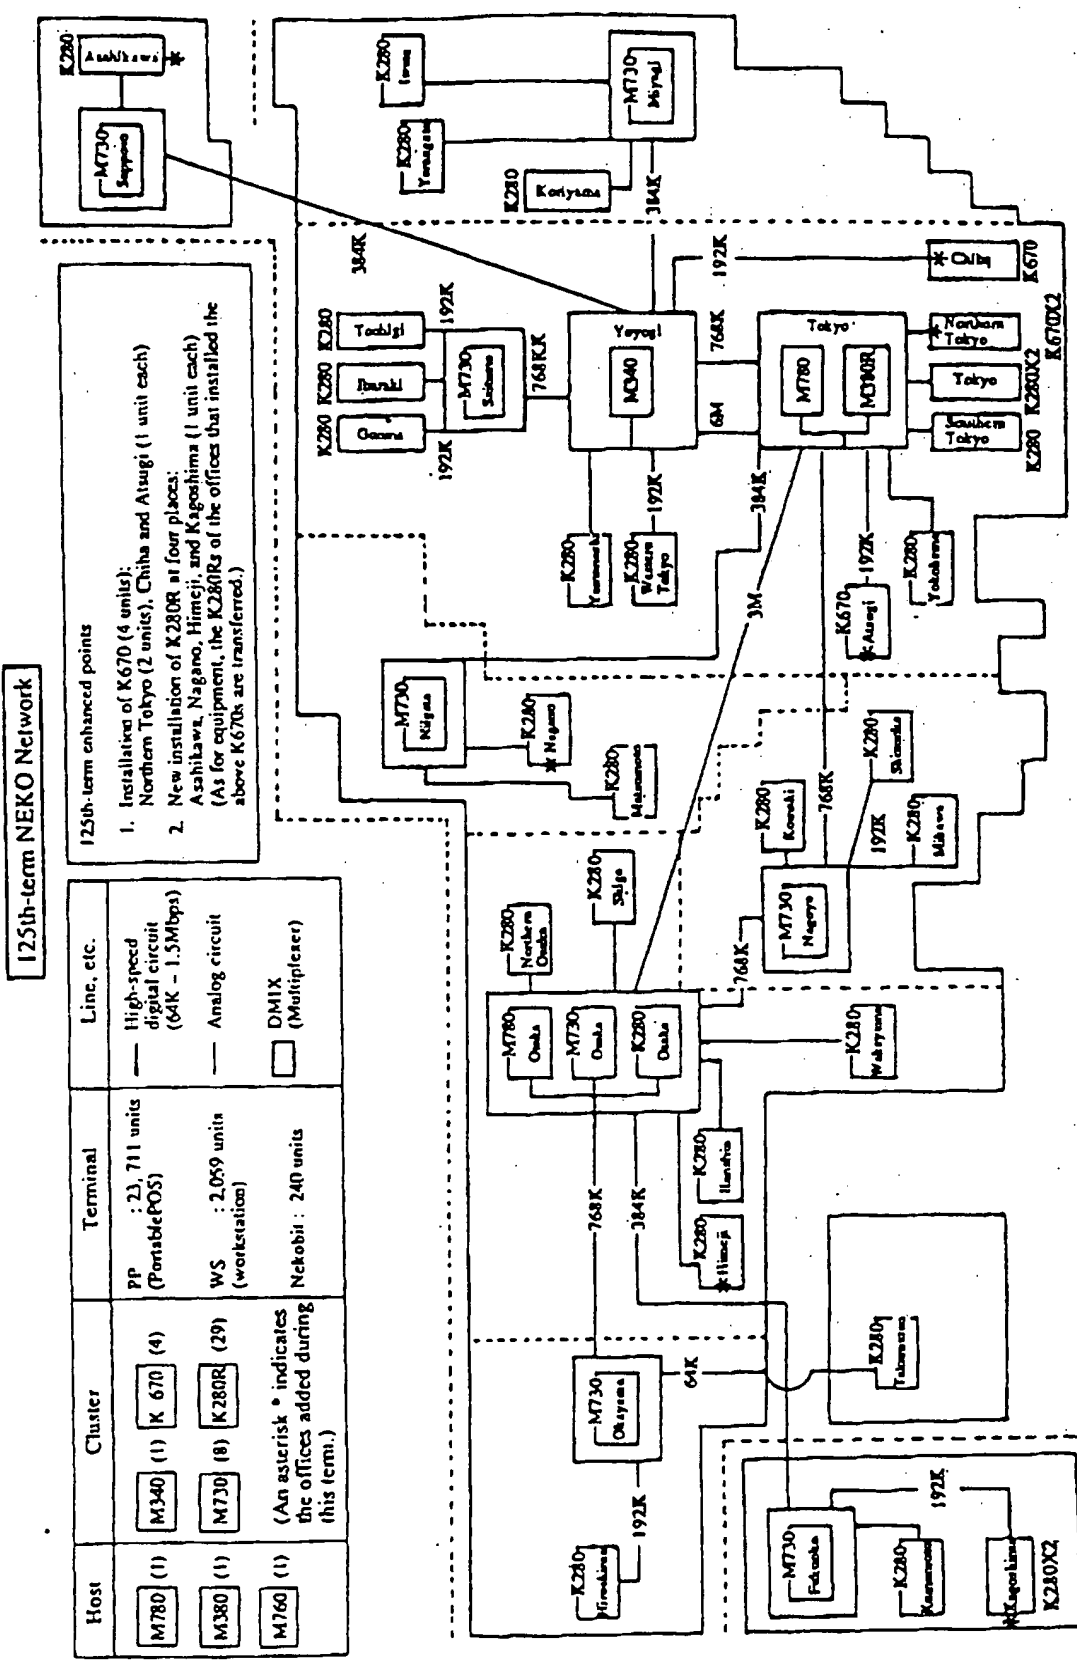 125th-term NEKO Network
Host
Cluster
Terminal
Line, etc.
M780 (1)
M380 (1)
M760 (1)
M340 (1) K 670 (4)
M730 (8) K280R (29)
(An asterisk * indicates
the offices added during
this term.)
PP : 23,711 units
(PortablePOS)
WS : 2,059 units
(workstation)
Nekobit : 240 units
High-speed
digital circuit
(64K – 1.5Mbps)
Analog circuit
DMIX
(Multiplexer)
125th-term enhanced points
1. Installation of K670 (4 units):
Northern Tokyo (2 units), Chiba and Atsugi (1 unit each)
2. New installation of K280R at four places:
Asahikawa, Nagano, Himeji, and Kagoshima (1 unit each)
(As for equipment, the K280Rs of the offices that installed the
above K670s are transferred.)
K280
Asahikawa
*
M730
Sapporo
384K
K280
K280
Yamagata
K280
Koriyama
M730
Miyagi
384K
K280
Tochigi
K280
Ibaraki
K280
Gunma
192K
192K
M730
Saitama
768KK
Yoyogi
M340
192K
* Chiba
K670
768K
6M
Tokyo
M780
M380R
*
Northern
Tokyo
K670X2
Tokyo
K280X2
Southern
Tokyo
K280
K280
Yamanashi
K280
Western
Tokyo
192K
384K
3M
K670
* Atsugi
192K
K280
Yokohama
M730
Niigata
K280
* Nagano
K280
Matsumoto
768K
K280
Shizuoka
192K
K280
K280
Mikawa
M730
Nagoya
768K
K280
Northern
Osaka
K280
Shiga
M780
Osaka
M730
Osaka
K280
Osaka
K280
Wakayama
K280
K280
* Himeji
768K
384K
M730
Okayama
64K
K280
Takamatsu
192K
K280
Hiroshima
M730
Fukuoka
K280
Kumamoto
192K
* Kagoshima
K280X2